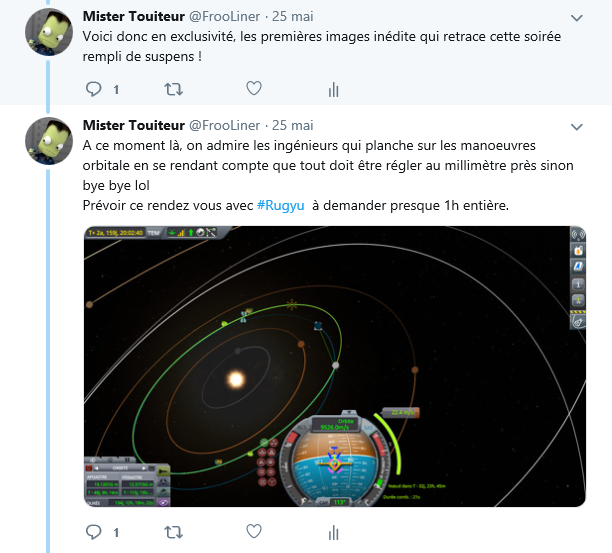 Mister Touiteur @FrooLiner · 25 mai
Voici donc en exclusivité, les premières images inédite qui retrace cette soirée
rempli de suspens !
1
Mister Touiteur @FrooLiner · 25 mai
A ce moment là, on admire les ingénieurs qui planche sur les manoeuvres
orbitale en se rendant compte que tout doit être régler au millimètre près sinon
bye bye lol
Prévoir ce rendez vous avec #Rugyu à demander presque 1h entière.
T+ 2a, 159j, 20:02:40
Orbite
9526.0m/s
22.4 m/s
113°
1